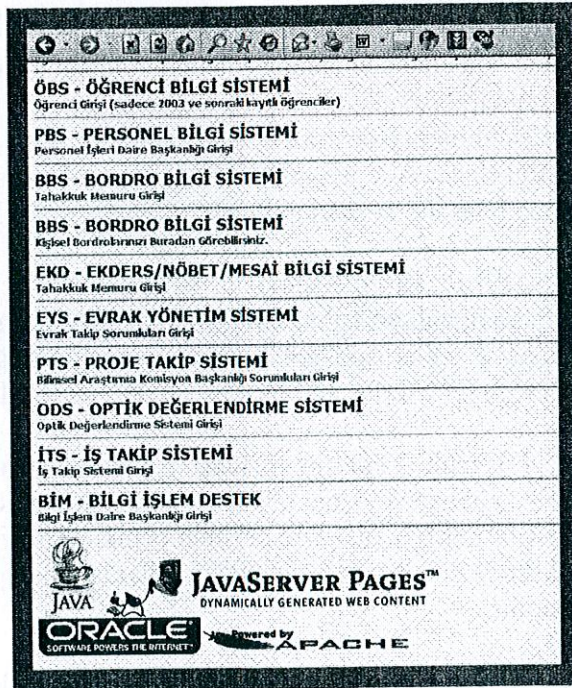 ÖBS - ÖĞRENCİ BİLGİ SİSTEMİ
Öğrenci Girişi (sadece 2003 ve sonraki kayıtlı öğrenciler)
PBS - PERSONEL BİLGİ SİSTEMİ
Personel İşleri Daire Başkanlığı Girişi
BBS - BORDRO BİLGİ SİSTEMİ
Tahakkuk Memuru Girişi
BBS - BORDRO BİLGİ SİSTEMİ
Kişisel Bordrolarınızı Buradan Görebilirsiniz.
EKD - EKDERS/NÖBET/MESAİ BİLGİ SİSTEMİ
Tahakkuk Memuru Girişi
EYS - EVRAK YÖNETİM SİSTEMİ
Evrak Takip Sorumluları Girişi
PTS - PROJE TAKİP SİSTEMİ
Bilimsel Araştırma Komisyon Başkanlığı Sorumluları Girişi
ODS - OPTİK DEĞERLENDİRME SİSTEMİ
Optik Değerlendirme Sistemi Girişi
İTS - İŞ TAKİP SİSTEMİ
İş Takip Sistemi Girişi
BİM - BİLGİ İŞLEM DESTEK
Bilgi İşlem Daire Başkanlığı Girişi
JAVA
JAVASERVER PAGES™
DYNAMICALLY GENERATED WEB CONTENT
ORACLE
SOFTWARE POWERS THE INTERNET
Powered by
APACHE